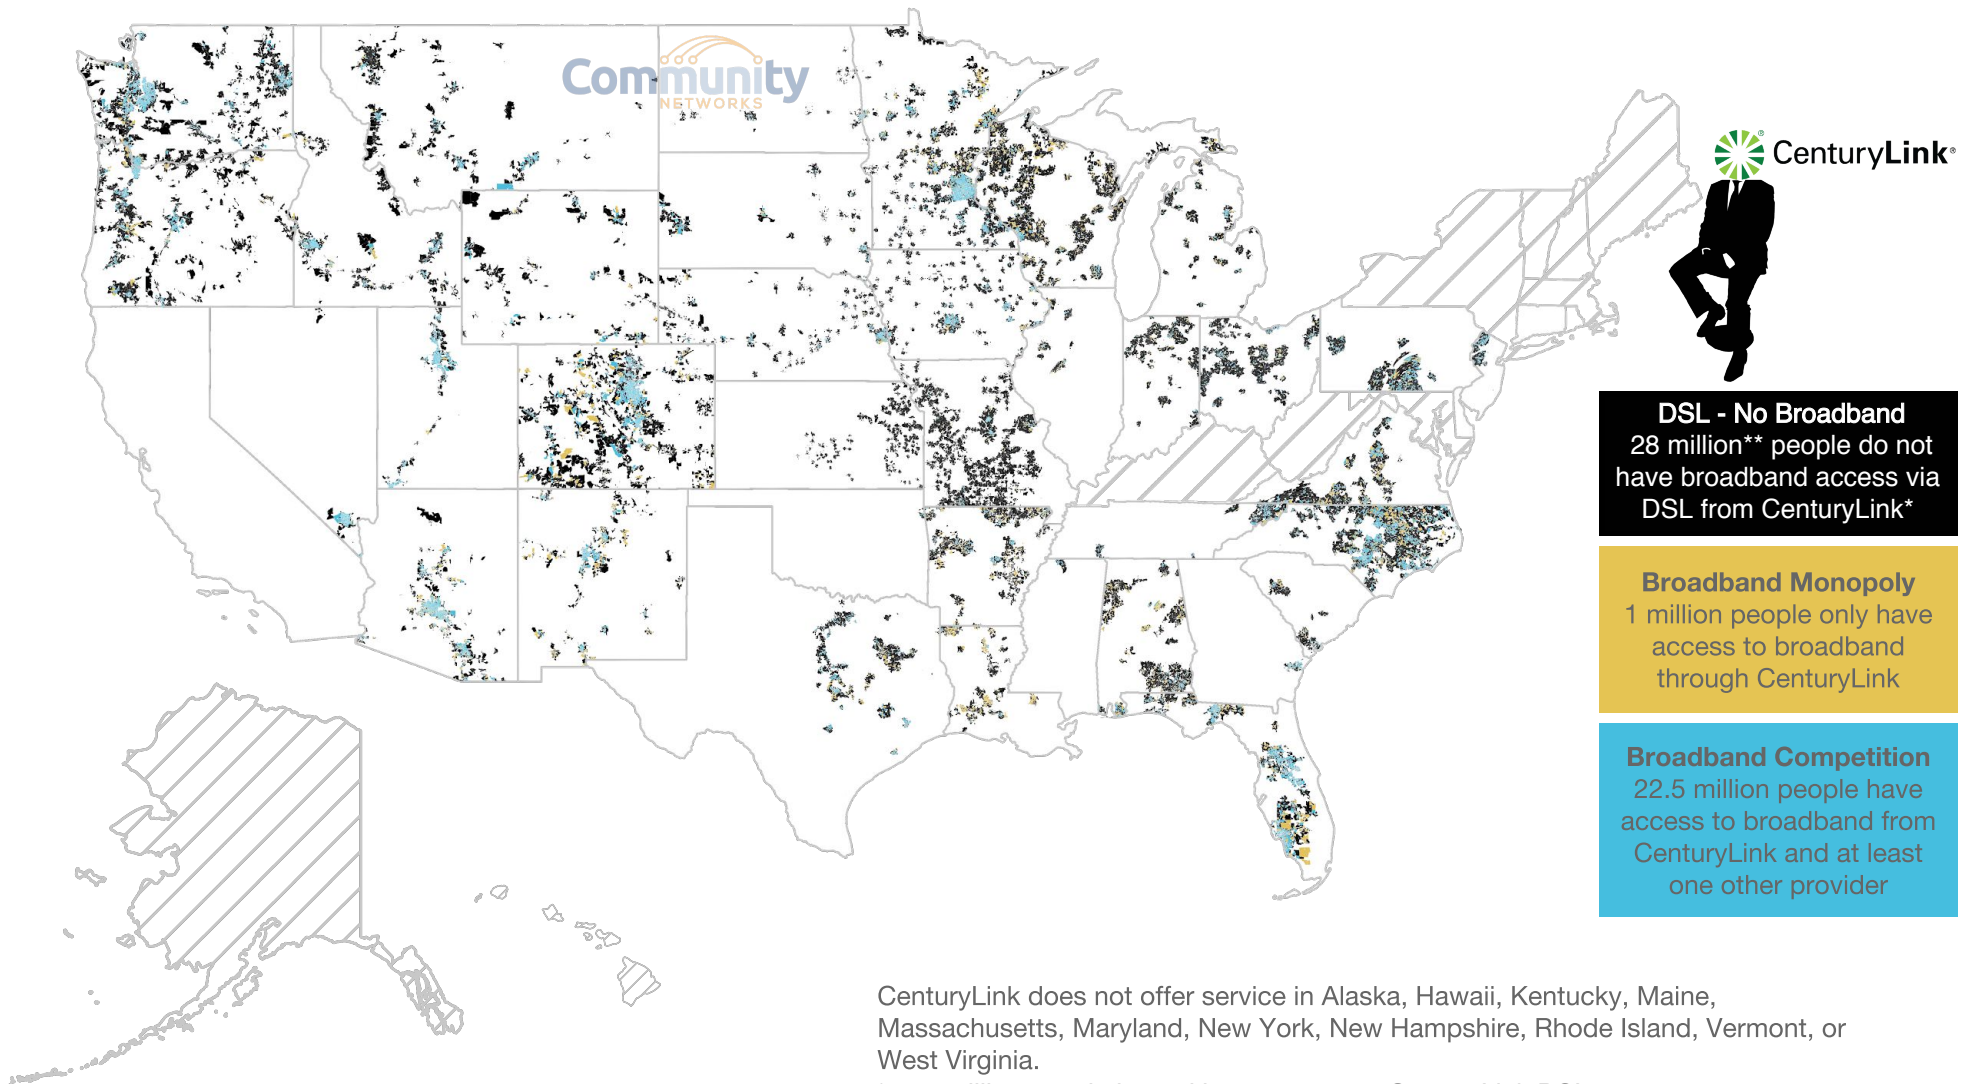 Community
NETWORKS
CenturyLink®
DSL - No Broadband
28 million** people do not
have broadband access via
DSL from CenturyLink*
Broadband Monopoly
1 million people only have
access to broadband
through CenturyLink
Broadband Competition
22.5 million people have
access to broadband from
CenturyLink and at least
one other provider
CenturyLink does not offer service in Alaska, Hawaii, Kentucky, Maine,
Massachusetts, Maryland, New York, New Hampshire, Rhode Island, Vermont, or
West Virginia.